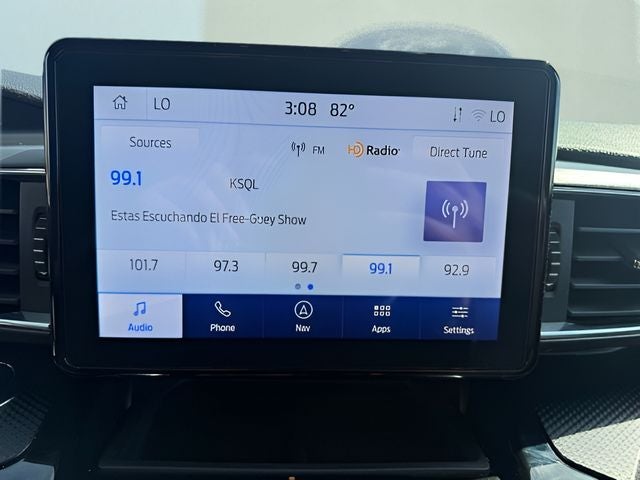 LO 3:08 82° LO
Sources FM HD Radio Direct Tune
99.1 KSQL
Estas Escuchando El Free-Guey Show
101.7 97.3 99.7 99.1 92.9
Audio Phone Nav Apps Settings